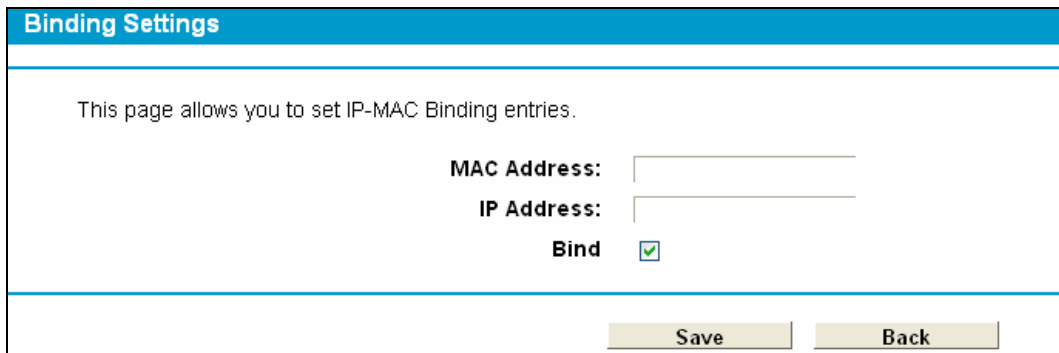 Binding Settings
This page allows you to set IP-MAC Binding entries.
MAC Address:
IP Address:
Bind
Save Back